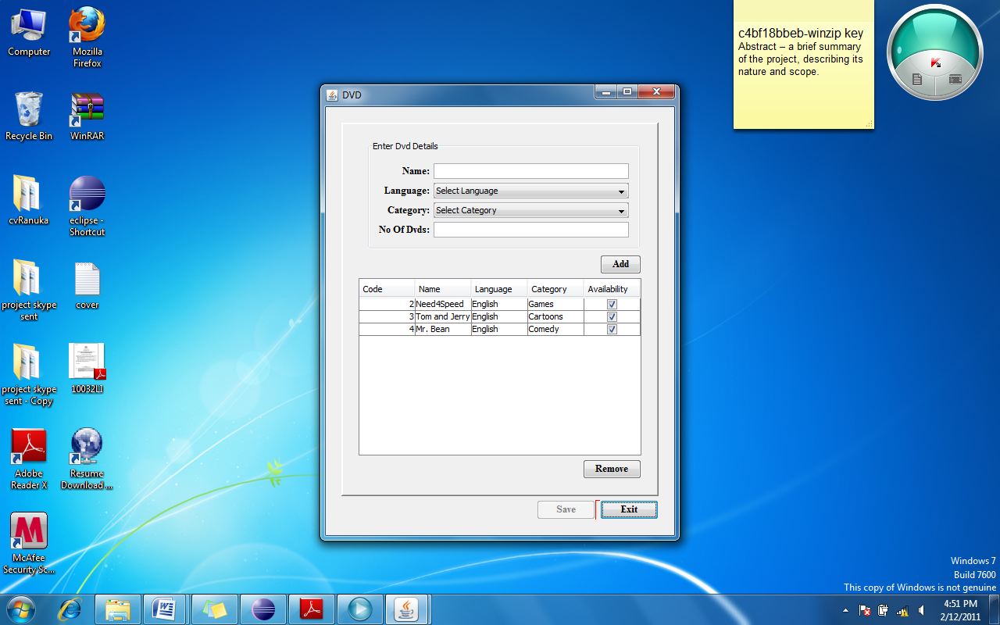 Computer
Mozilla
Firefox
Recycle Bin
WinRAR
cvRanuka
eclipse -
Shortcut
project skype
sent
cover
project skype
sent - Copy
10032LI
Adobe
Reader X
Resume
Download ...
McAfee
Security Sc...
DVD
Enter Dvd Details
Name:
Language: Select Language
Category: Select Category
No Of Dvds:
Add
Code Name Language Category Availability
2 Need4Speed English Games
3 Tom and Jerry English Cartoons
4 Mr. Bean English Comedy
Remove
Save Exit
c4bf18bbeb-winzip key
Abstract – a brief summary
of the project, describing its
nature and scope.
Windows 7
Build 7600
This copy of Windows is not genuine
4:51 PM
2/12/2011